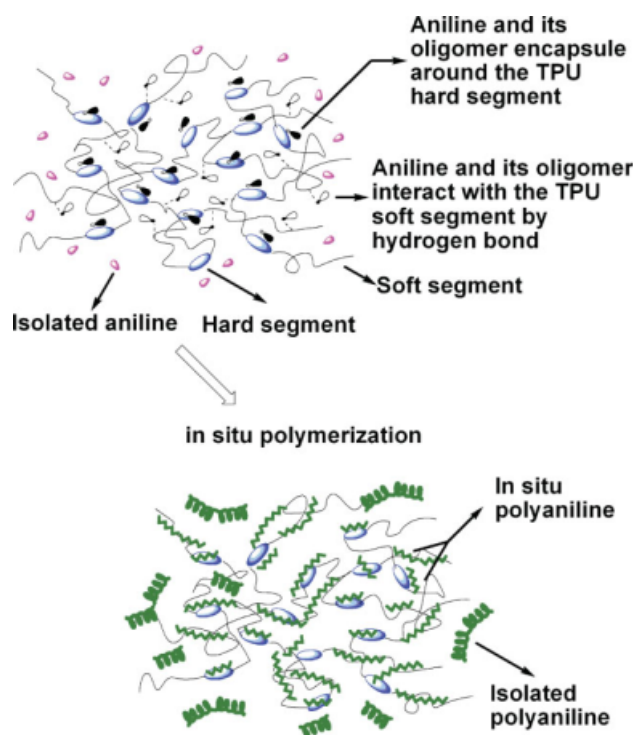 Aniline and its
oligomer encapsule
around the TPU
hard segment
Aniline and its oligomer
interact with the TPU
soft segment by
hydrogen bond
Soft segment
Isolated aniline
Hard segment
in situ polymerization
In situ
polyaniline
Isolated
polyaniline